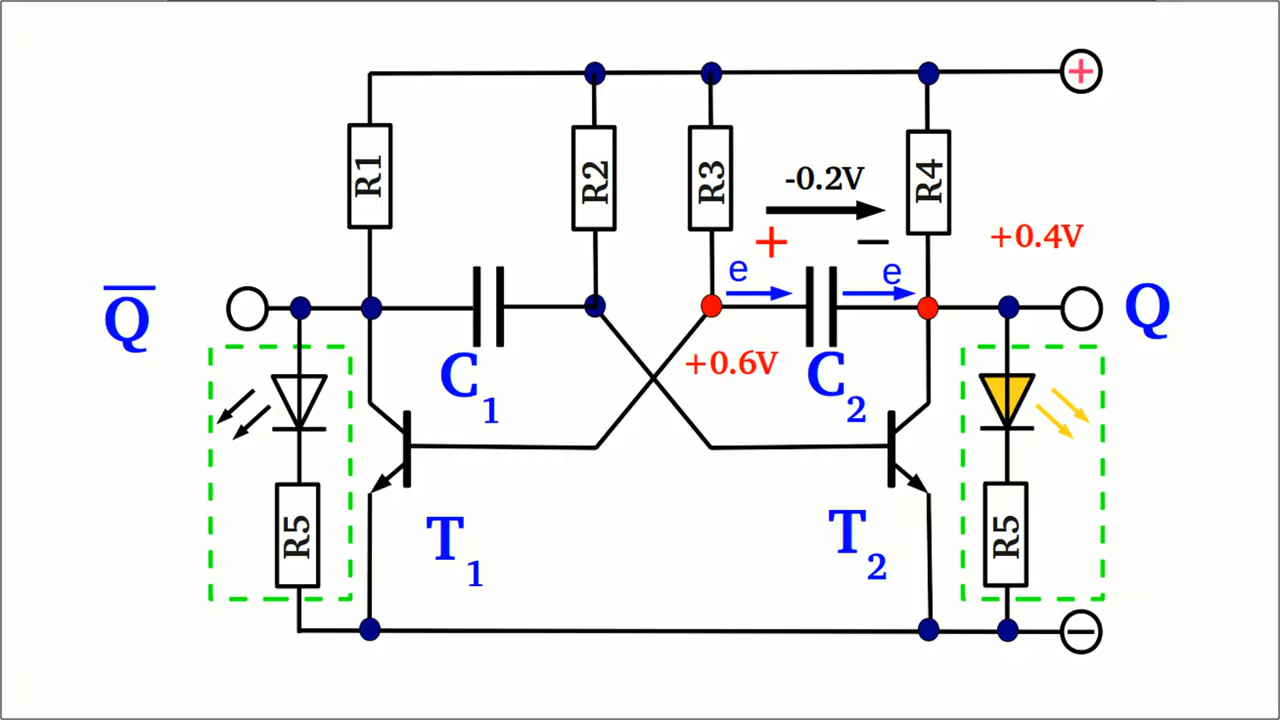 +
R1
R2
R3
-0.2V
R4
+ −
+0.4V
e
e
Q̅
Q
C1
+0.6V
C2
R5
T1
T2
R5
−